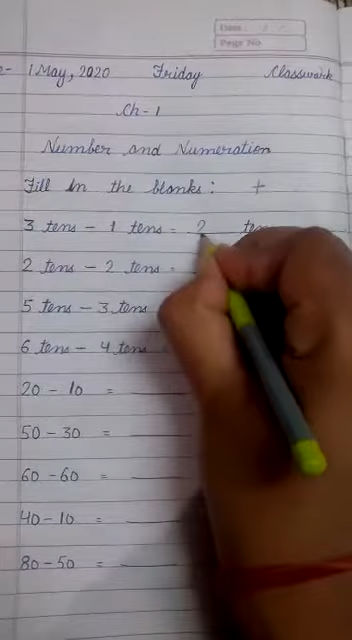 Date / /
Page No
1 May, 2020 Friday Classwork
Ch-1
Number and Numeration
Fill in the blanks: +
3 tens - 1 tens = 2
2 tens - 2 tens =
5 tens - 3 tens
6 tens - 4 tens
20 - 10 =
50 - 30 =
60 - 60 =
40 - 10 =
80 - 50 =